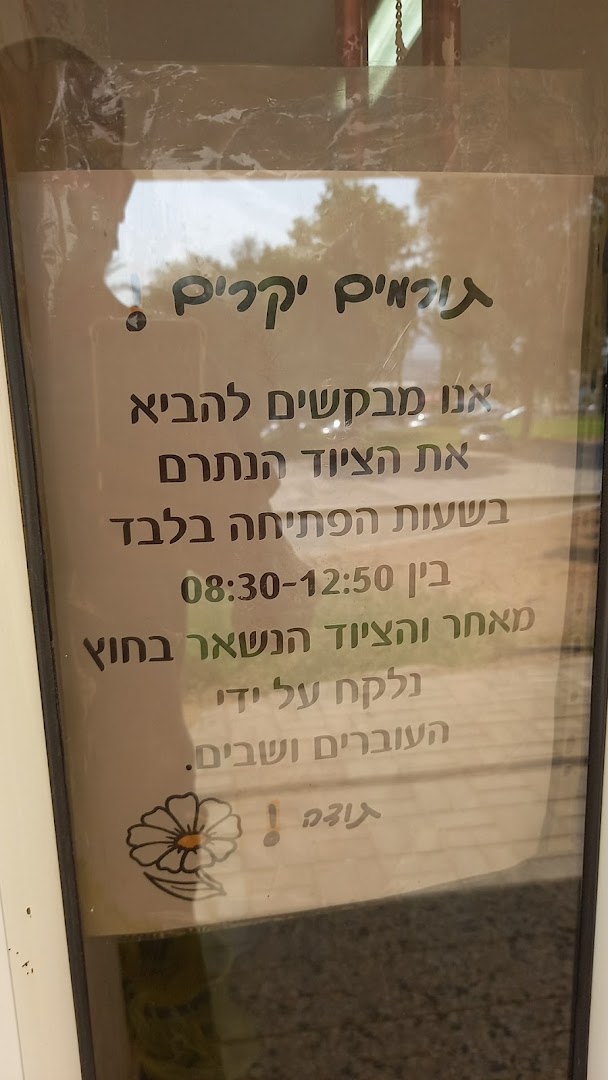 תורמים יקרים !
אנו מבקשים להביא
את הציוד הנתרם
בשעות הפתיחה בלבד
בין 08:30-12:50
מאחר והציוד הנשאר בחוץ
נלקח על ידי
העוברים ושבים.
תודה !